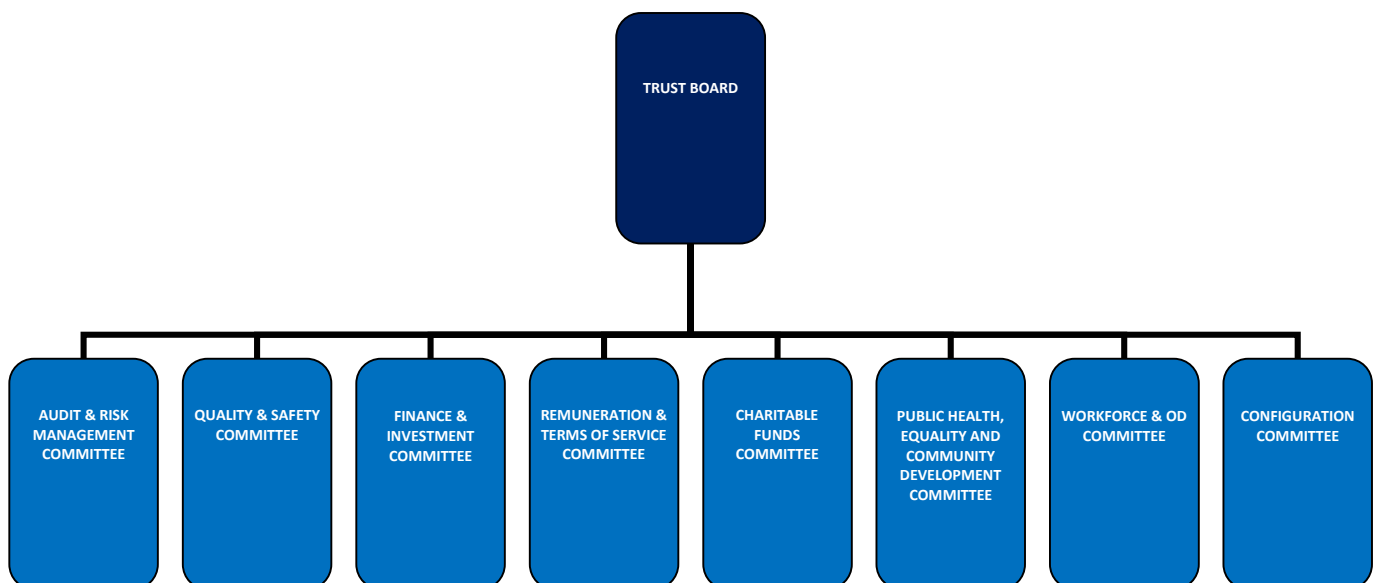 TRUST BOARD
AUDIT & RISK
MANAGEMENT
COMMITTEE
QUALITY & SAFETY
COMMITTEE
FINANCE &
INVESTMENT
COMMITTEE
REMUNERATION &
TERMS OF SERVICE
COMMITTEE
CHARITABLE
FUNDS
COMMITTEE
PUBLIC HEALTH,
EQUALITY AND
COMMUNITY
DEVELOPMENT
COMMITTEE
WORKFORCE & OD
COMMITTEE
CONFIGURATION
COMMITTEE